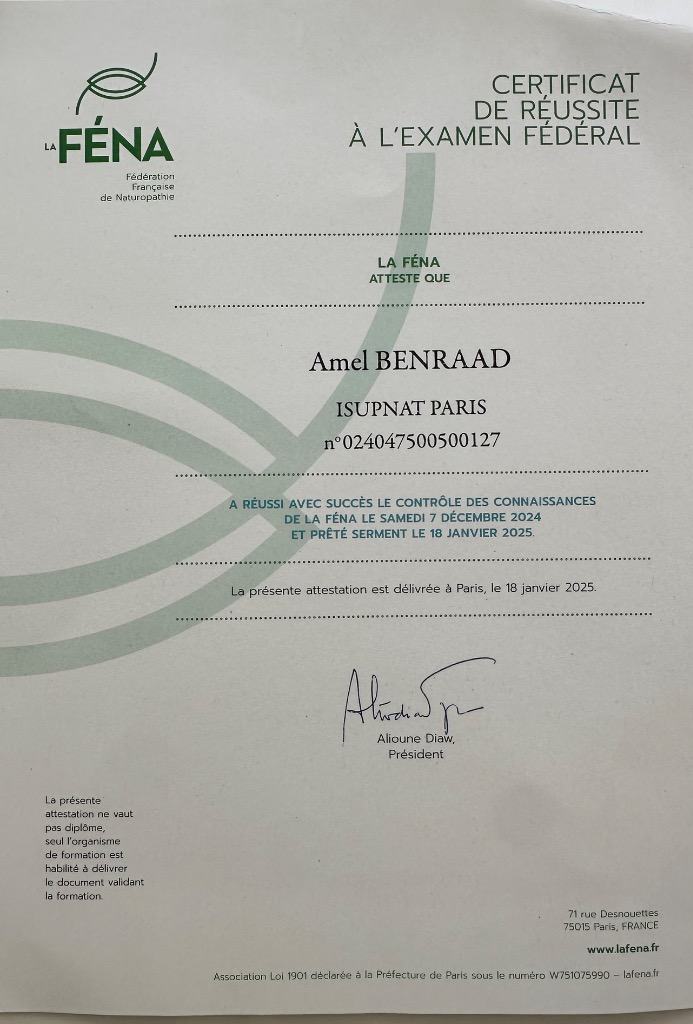 LA FÉNA
Fédération
Française
de Naturopathie
CERTIFICAT
DE RÉUSSITE
À L'EXAMEN FÉDÉRAL
LA FÉNA
ATTESTE QUE
Amel BENRAAD
ISUPNAT PARIS
n°024047500500127
A RÉUSSI AVEC SUCCÈS LE CONTRÔLE DES CONNAISSANCES
DE LA FÉNA LE SAMEDI 7 DÉCEMBRE 2024
ET PRÊTÉ SERMENT LE 18 JANVIER 2025.
La présente attestation est délivrée à Paris, le 18 janvier 2025.
Alioune Diaw,
Président
La présente
attestation ne vaut
pas diplôme,
seul l'organisme
de formation est
habilité à délivrer
le document validant
la formation.
71 rue Desnouettes
75015 Paris, FRANCE
www.lafena.fr
Association Loi 1901 déclarée à la Préfecture de Paris sous le numéro W751075990 – lafena.fr